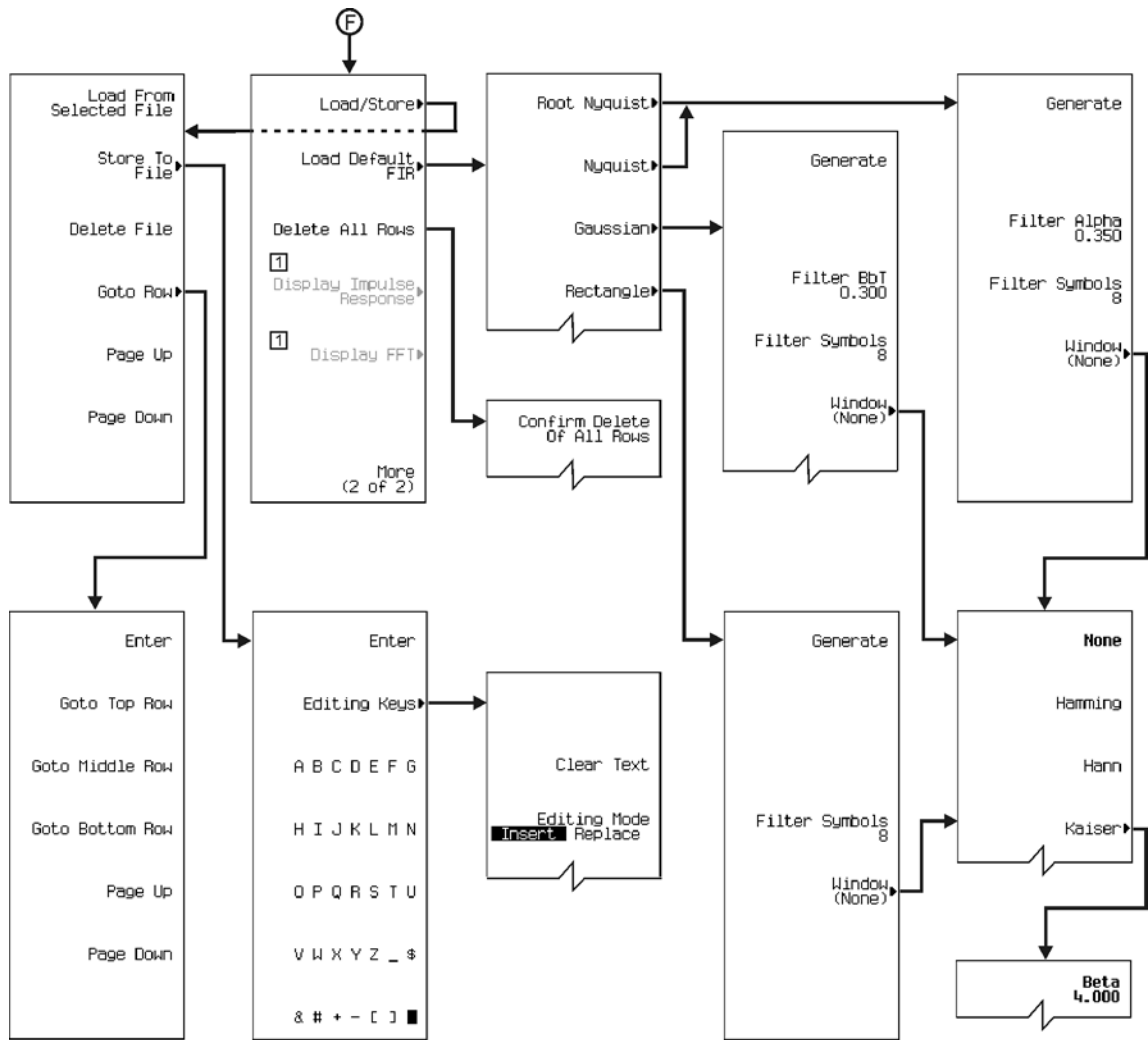 F
Load From
Selected File
Store To
File
Delete File
Goto Row
Page Up
Page Down
Load/Store
Load Default
FIR
Delete All Rows
1
Display Impulse
Response
1
Display FFT
More
(2 of 2)
Root Nyquist
Nyquist
Gaussian
Rectangle
Confirm Delete
Of All Rows
Generate
Filter BbT
0.300
Filter Symbols
8
Window
(None)
Generate
Filter Alpha
0.350
Filter Symbols
8
Window
(None)
Enter
Goto Top Row
Goto Middle Row
Goto Bottom Row
Page Up
Page Down
Enter
Editing Keys
A B C D E F G
H I J K L M N
O P Q R S T U
V W X Y Z _ $
& # + - [ ] █
Clear Text
Editing Mode
Insert Replace
Generate
Filter Symbols
8
Window
(None)
None
Hamming
Hann
Kaiser
Beta
4.000